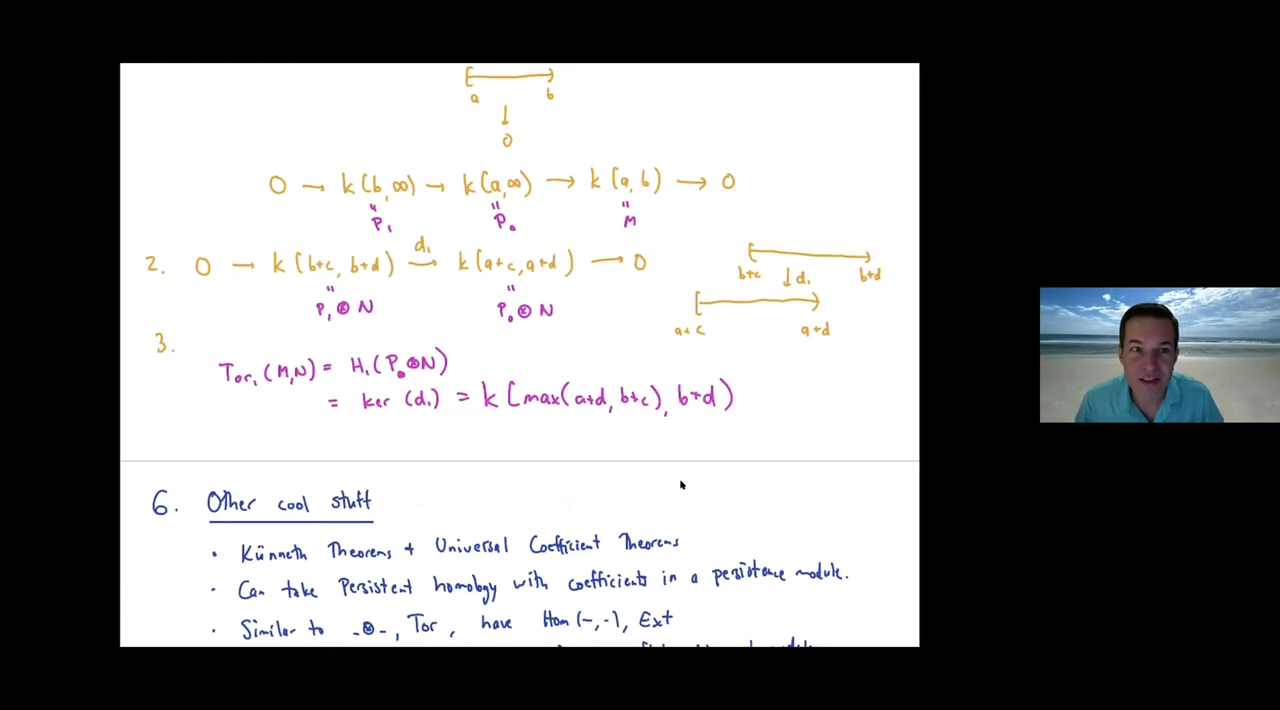 a b
↓
0
0 → k[b,∞) → k[a,∞) → k[a,b) → 0
" " "
P₁ P₀ M
2. 0 → k[b+c, b+d) →d₁ k[a+c, a+d) → 0
" "
P₁⊗N P₀⊗N
b+c ↓d₁ b+d
a+c a+d
3.
Tor₁(M,N) = H₁(P₀⊗N)
= ker(d₁) = k[max(a+d, b+c), b+d)
6. Other cool stuff
• Künneth Theorems + Universal Coefficient Theorems
• Can take Persistent homology with coefficients in a persistence module.
• Similar to -⊗-, Tor, have Hom(-,-), Ext